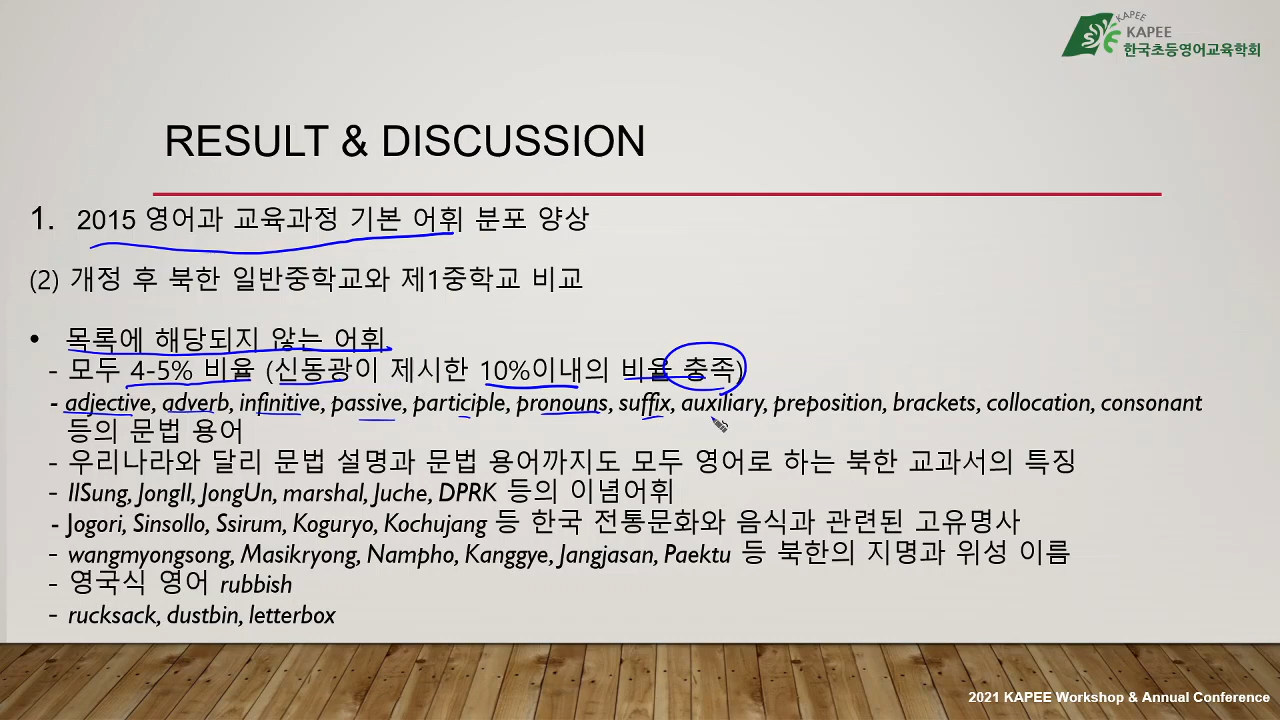 KAPEE
KAPEE
한국초등영어교육학회
RESULT & DISCUSSION
1. 2015 영어과 교육과정 기본 어휘 분포 양상
(2) 개정 후 북한 일반중학교와 제1중학교 비교
• 목록에 해당되지 않는 어휘.
- 모두 4-5% 비율 (신동광이 제시한 10%이내의 비율 충족)
- adjective, adverb, infinitive, passive, participle, pronouns, suffix, auxiliary, preposition, brackets, collocation, consonant
등의 문법 용어
- 우리나라와 달리 문법 설명과 문법 용어까지도 모두 영어로 하는 북한 교과서의 특징
- IlSung, JongIl, JongUn, marshal, Juche, DPRK 등의 이념어휘
- Jogori, Sinsollo, Ssirum, Koguryo, Kochujang 등 한국 전통문화와 음식과 관련된 고유명사
- wangmyongsong, Masikryong, Nampho, Kanggye, Jangjasan, Paektu 등 북한의 지명과 위성 이름
- 영국식 영어 rubbish
- rucksack, dustbin, letterbox
2021 KAPEE Workshop & Annual Conference